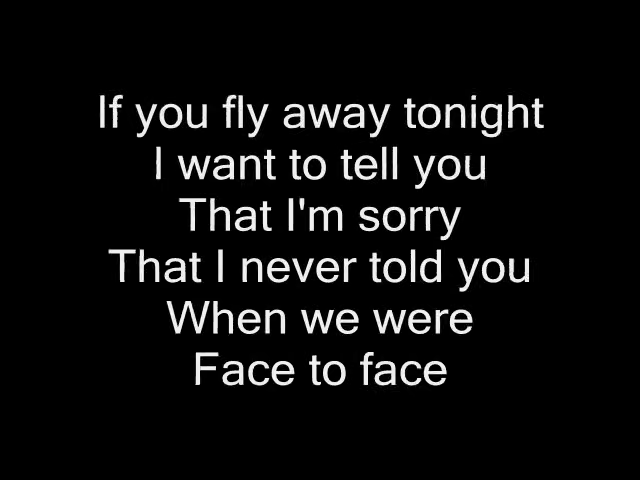 If you fly away tonight
I want to tell you
That I'm sorry
That I never told you
When we were
Face to face